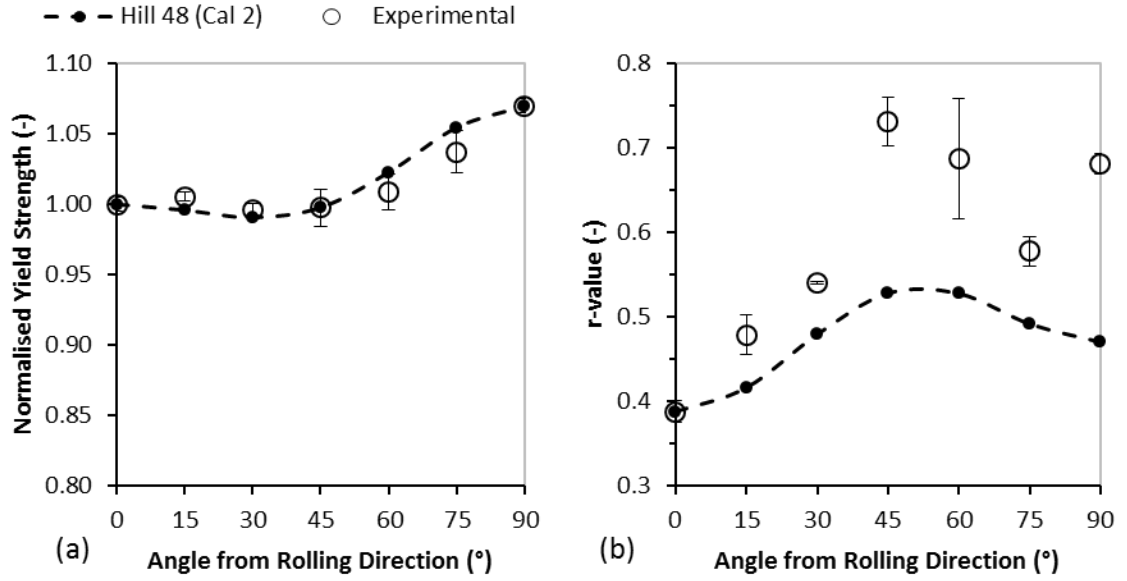 Hill 48 (Cal 2) Experimental
Normalised Yield Strength (-)
1.10
1.05
1.00
0.95
0.90
0.85
0.80
0 15 30 45 60 75 90
(a) Angle from Rolling Direction (°)
r-value (-)
0.8
0.7
0.6
0.5
0.4
0.3
0 15 30 45 60 75 90
(b) Angle from Rolling Direction (°)